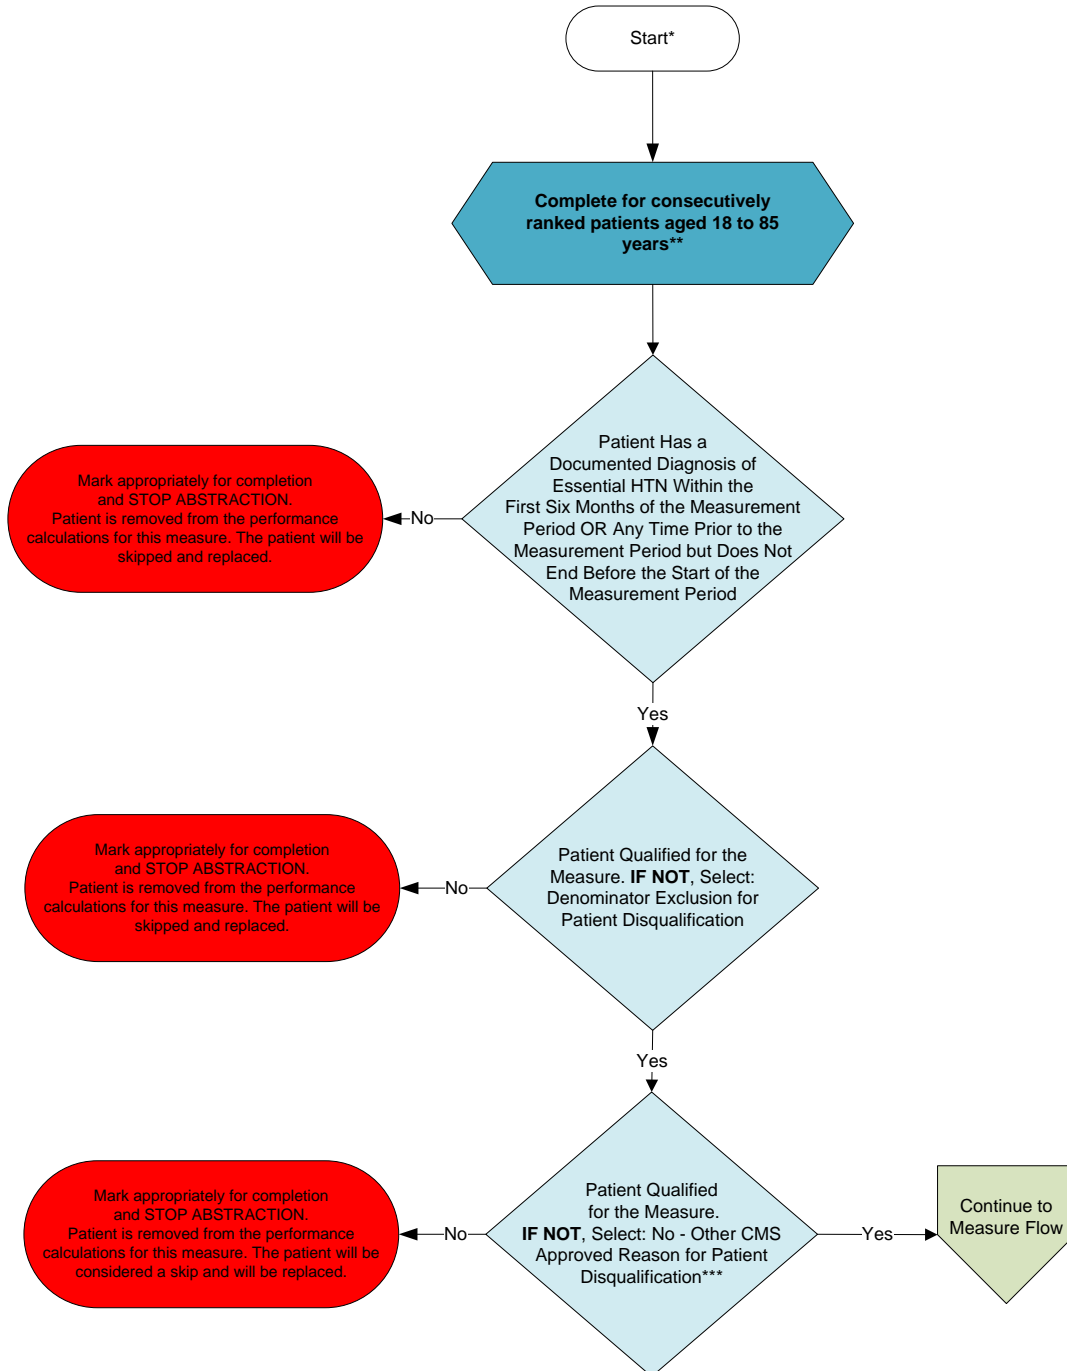 Start*
Complete for consecutively
ranked patients aged 18 to 85
years**
Patient Has a
Documented Diagnosis of
Essential HTN Within the
First Six Months of the Measurement
Period OR Any Time Prior to the
Measurement Period but Does Not
End Before the Start of the
Measurement Period
No
Mark appropriately for completion
and STOP ABSTRACTION.
Patient is removed from the performance
calculations for this measure. The patient will be
skipped and replaced.
Yes
Patient Qualified for the
Measure. IF NOT, Select:
Denominator Exclusion for
Patient Disqualification
No
Mark appropriately for completion
and STOP ABSTRACTION.
Patient is removed from the performance
calculations for this measure. The patient will be
skipped and replaced.
Yes
Patient Qualified
for the Measure.
IF NOT, Select: No - Other CMS
Approved Reason for Patient
Disqualification***
No
Mark appropriately for completion
and STOP ABSTRACTION.
Patient is removed from the performance
calculations for this measure. The patient will be
considered a skip and will be replaced.
Yes
Continue to
Measure Flow